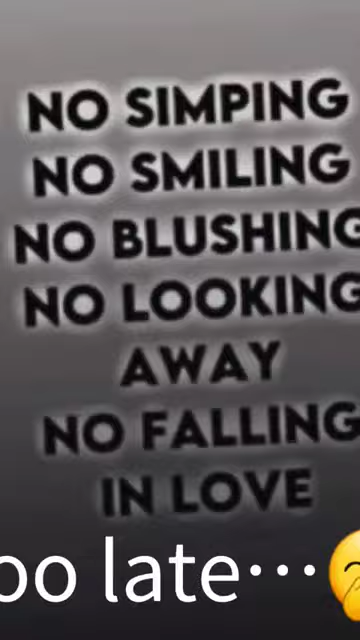 NO SIMPING
NO SMILING
NO BLUSHING
NO LOOKING
AWAY
NO FALLING
IN LOVE
oo late…